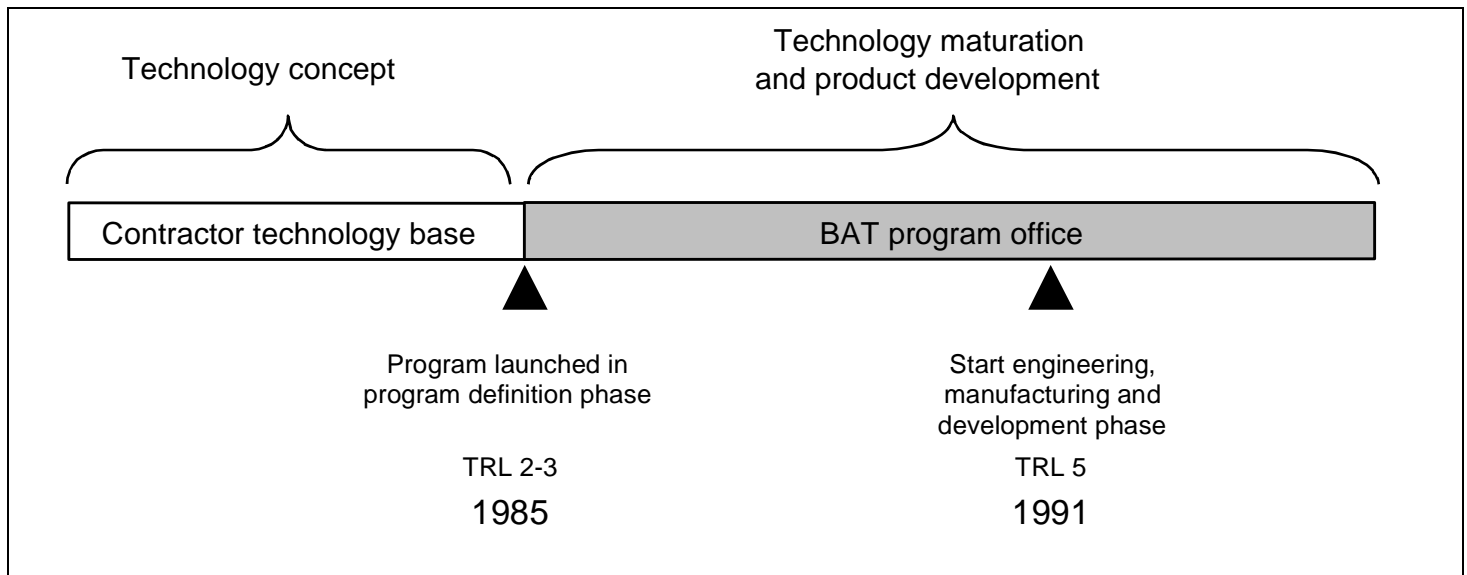 Technology concept
Technology maturation
and product development
Contractor technology base
BAT program office
Program launched in
program definition phase
TRL 2-3
1985
Start engineering,
manufacturing and
development phase
TRL 5
1991